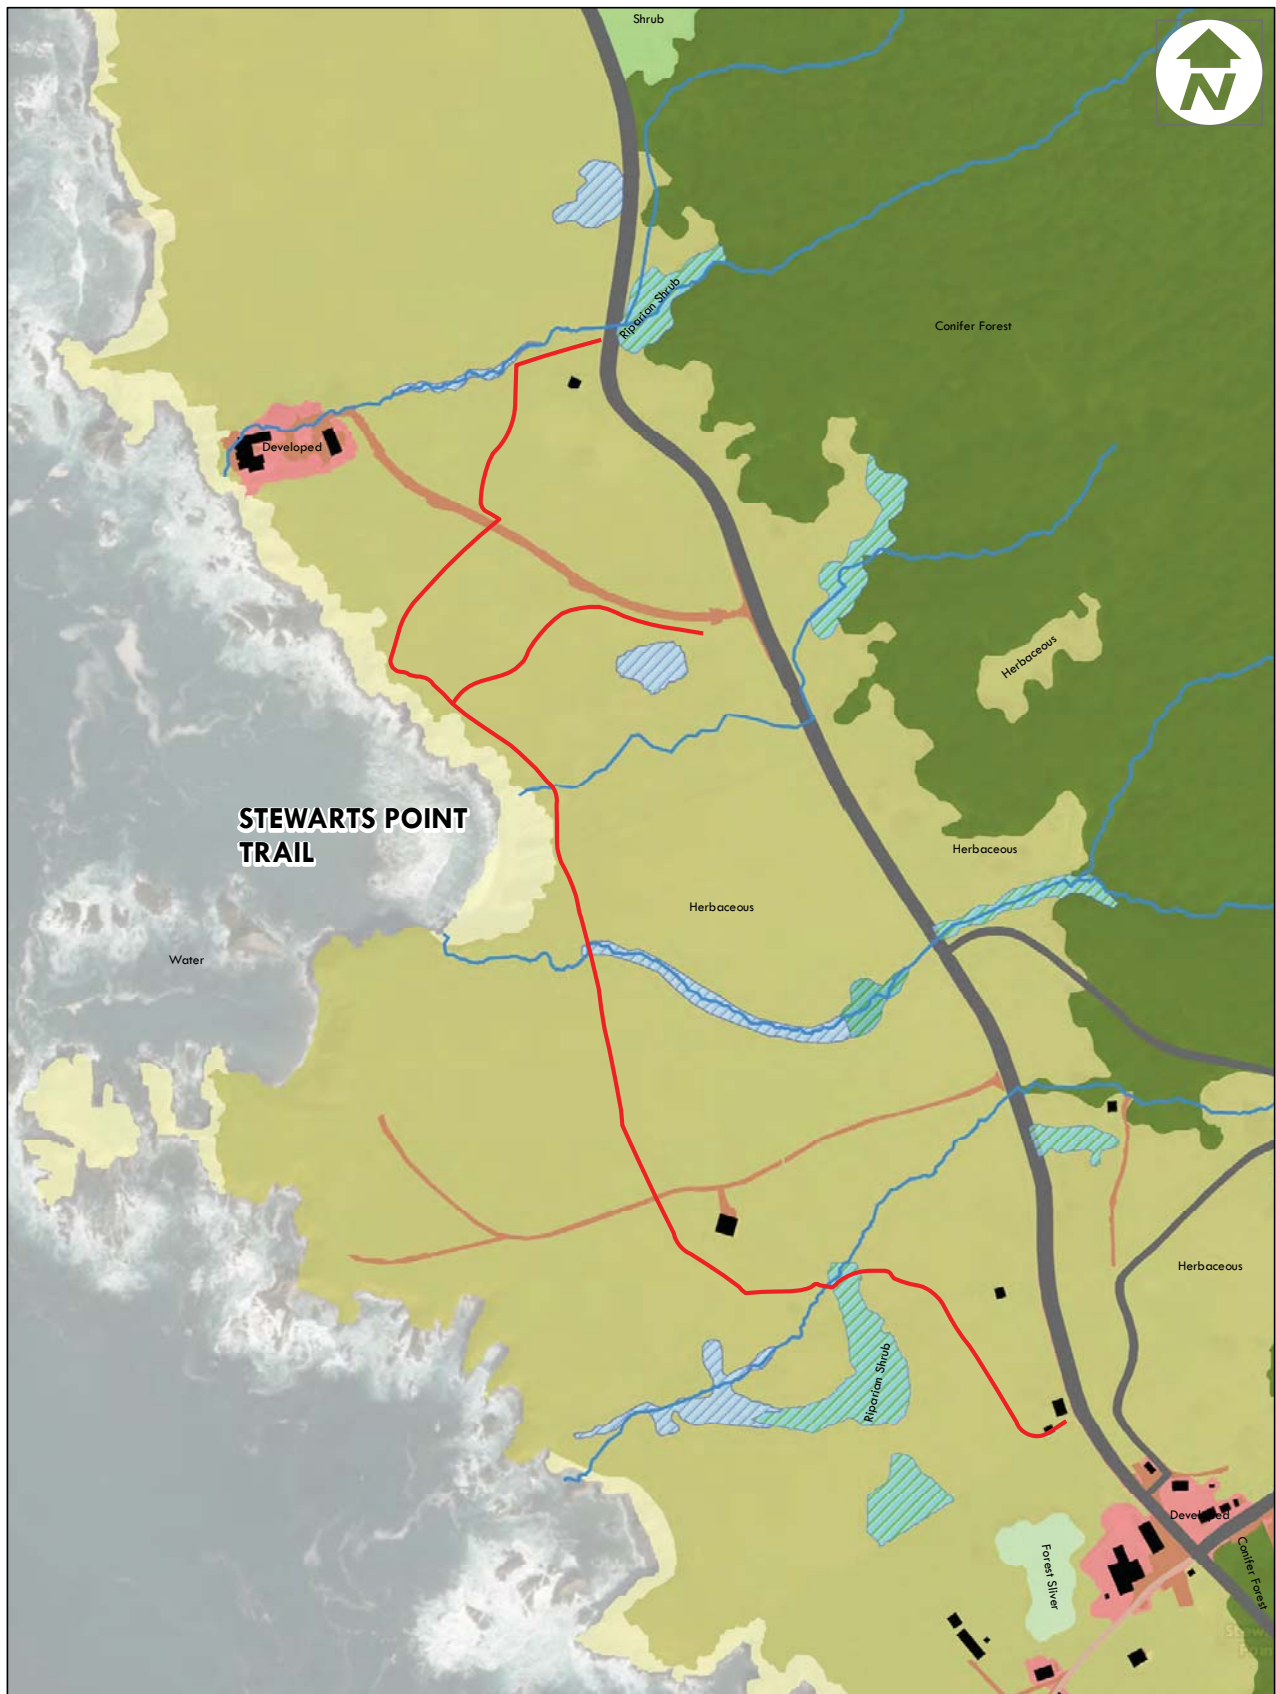 Shrub
N
Riparian Shrub
Conifer Forest
Developed
Herbaceous
STEWARTS POINT
TRAIL
Herbaceous
Herbaceous
Water
Herbaceous
Riparian Shrub
Developed
Forest Sliver
Conifer Forest